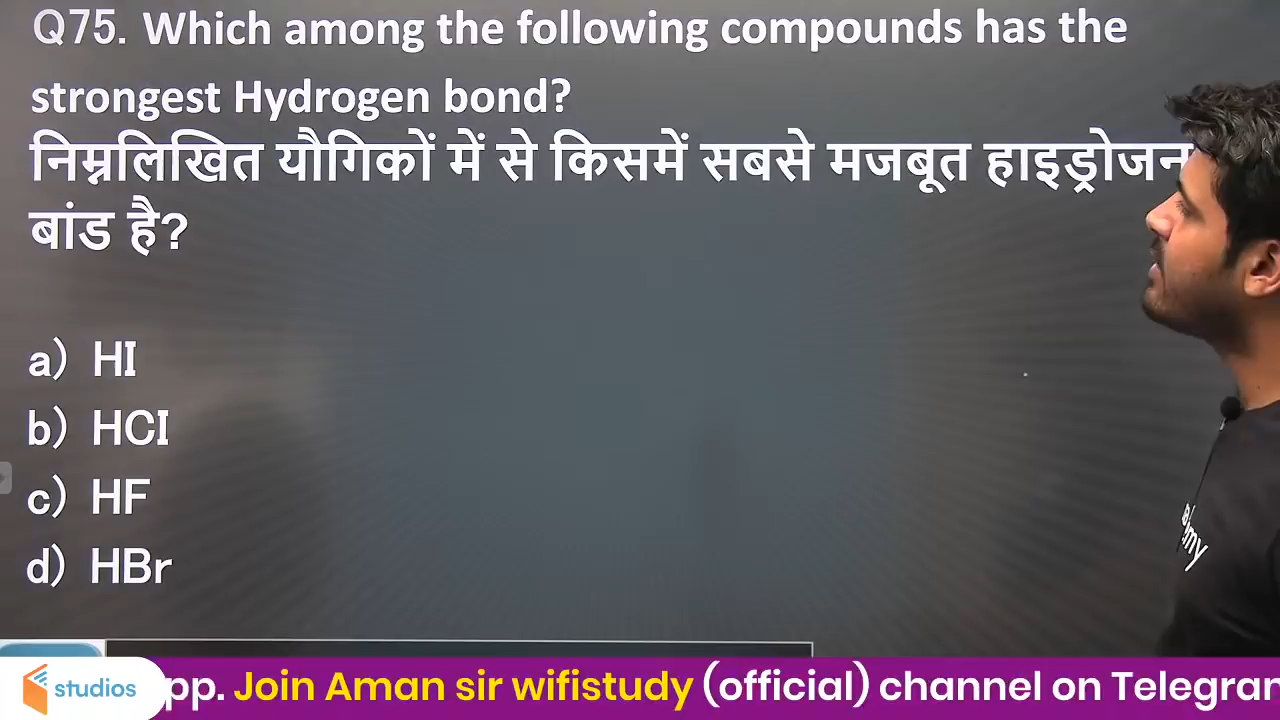 Q75. Which among the following compounds has the
strongest Hydrogen bond?
निम्नलिखित यौगिकों में से किसमें सबसे मजबूत हाइड्रोजन
बांड है?
a) HI
b) HCI
c) HF
d) HBr
studios
pp. Join Aman sir wifistudy (official) channel on Telegran